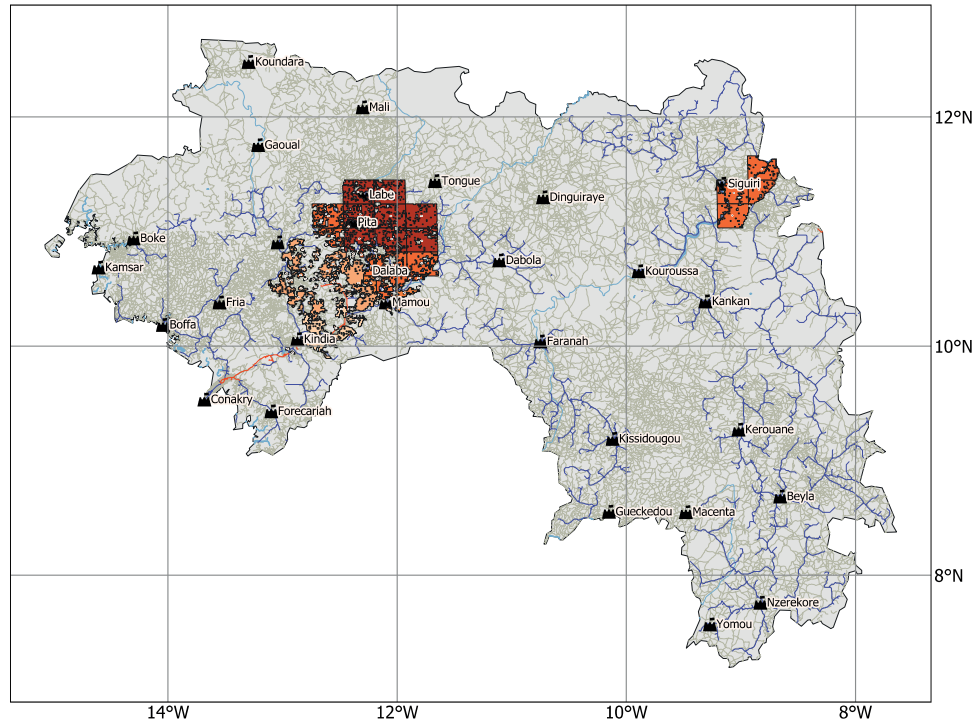 Koundara
Mali
12°N
Gaoual
Tongue
Siguiri
Labe
Dinguiraye
Pita
Boke
Dabola
Kamsar
Dalaba
Kouroussa
Fria
Mamou
Kankan
Boffa
Kindia
Faranah
10°N
Conakry
Forecariah
Kerouane
Kissidougou
Beyla
Gueckedou
Macenta
8°N
Nzerekore
Yomou
14°W
12°W
10°W
8°W